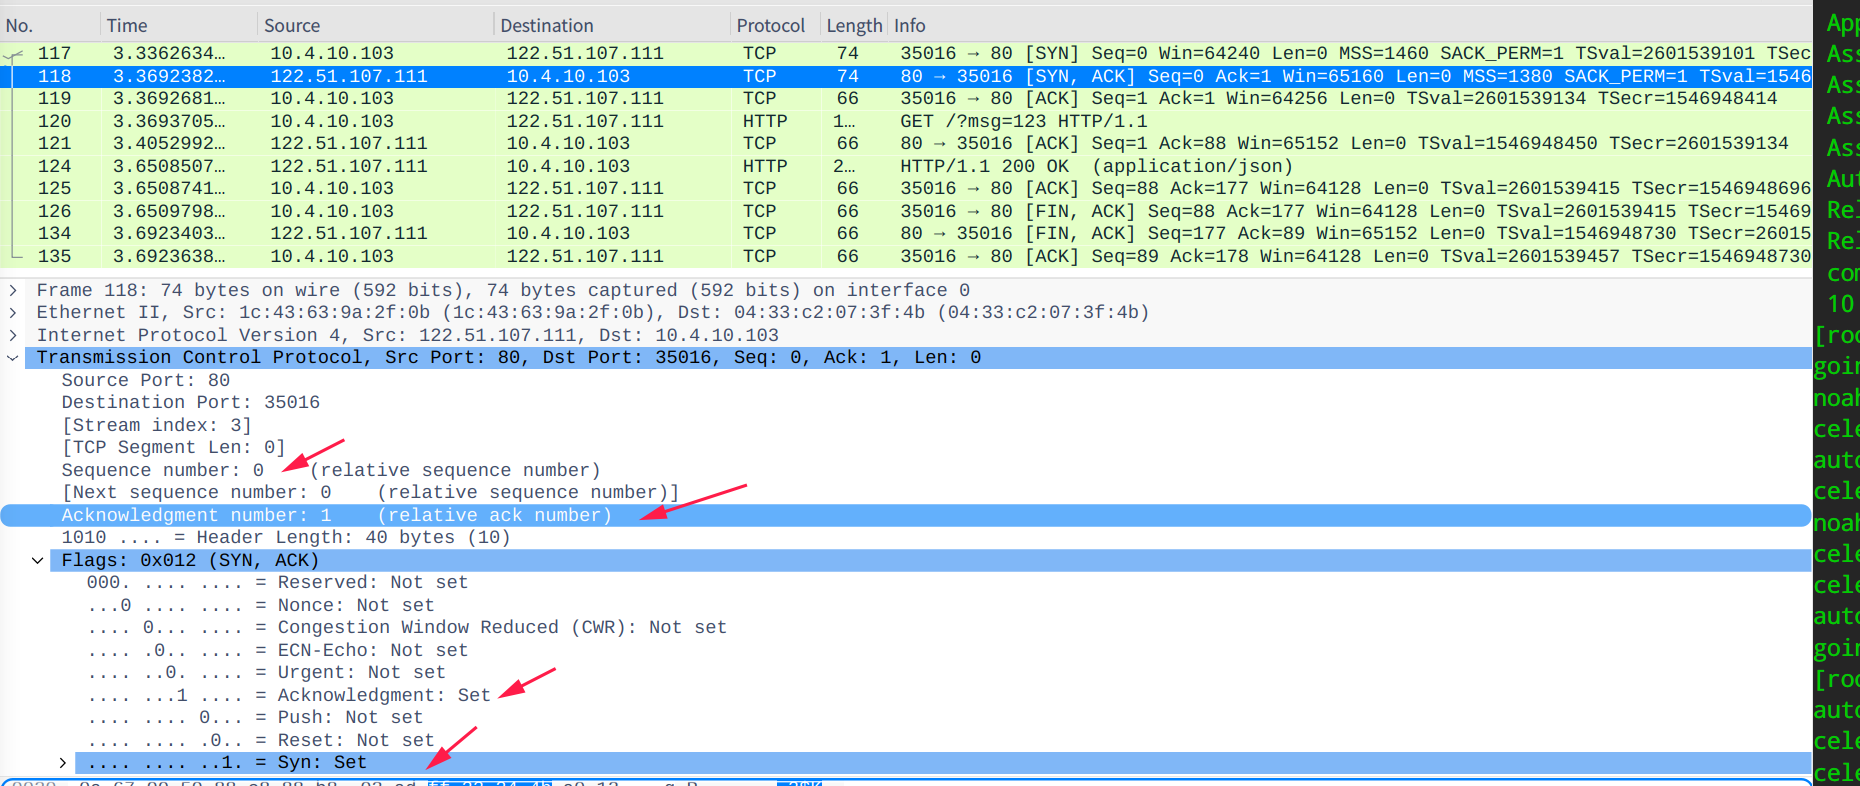 No. Time Source Destination Protocol Length Info
117 3.3362634… 10.4.10.103 122.51.107.111 TCP 74 35016 → 80 [SYN] Seq=0 Win=64240 Len=0 MSS=1460 SACK_PERM=1 TSval=2601539101 TSec
118 3.3692382… 122.51.107.111 10.4.10.103 TCP 74 80 → 35016 [SYN, ACK] Seq=0 Ack=1 Win=65160 Len=0 MSS=1380 SACK_PERM=1 TSval=1546
119 3.3692681… 10.4.10.103 122.51.107.111 TCP 66 35016 → 80 [ACK] Seq=1 Ack=1 Win=64256 Len=0 TSval=2601539134 TSecr=1546948414
120 3.3693705… 10.4.10.103 122.51.107.111 HTTP 1… GET /?msg=123 HTTP/1.1
121 3.4052992… 122.51.107.111 10.4.10.103 TCP 66 80 → 35016 [ACK] Seq=1 Ack=88 Win=65152 Len=0 TSval=1546948450 TSecr=2601539134
124 3.6508507… 122.51.107.111 10.4.10.103 HTTP 2… HTTP/1.1 200 OK (application/json)
125 3.6508741… 10.4.10.103 122.51.107.111 TCP 66 35016 → 80 [ACK] Seq=88 Ack=177 Win=64128 Len=0 TSval=2601539415 TSecr=1546948696
126 3.6509798… 10.4.10.103 122.51.107.111 TCP 66 35016 → 80 [FIN, ACK] Seq=88 Ack=177 Win=64128 Len=0 TSval=2601539415 TSecr=15469
134 3.6923403… 122.51.107.111 10.4.10.103 TCP 66 80 → 35016 [FIN, ACK] Seq=177 Ack=89 Win=65152 Len=0 TSval=1546948730 TSecr=26015
135 3.6923638… 10.4.10.103 122.51.107.111 TCP 66 35016 → 80 [ACK] Seq=89 Ack=178 Win=64128 Len=0 TSval=2601539457 TSecr=1546948730
Frame 118: 74 bytes on wire (592 bits), 74 bytes captured (592 bits) on interface 0
Ethernet II, Src: 1c:43:63:9a:2f:0b (1c:43:63:9a:2f:0b), Dst: 04:33:c2:07:3f:4b (04:33:c2:07:3f:4b)
Internet Protocol Version 4, Src: 122.51.107.111, Dst: 10.4.10.103
Transmission Control Protocol, Src Port: 80, Dst Port: 35016, Seq: 0, Ack: 1, Len: 0
Source Port: 80
Destination Port: 35016
[Stream index: 3]
[TCP Segment Len: 0]
Sequence number: 0 (relative sequence number)
[Next sequence number: 0 (relative sequence number)]
Acknowledgment number: 1 (relative ack number)
1010 .... = Header Length: 40 bytes (10)
Flags: 0x012 (SYN, ACK)
000. .... .... = Reserved: Not set
...0 .... .... = Nonce: Not set
.... 0... .... = Congestion Window Reduced (CWR): Not set
.... .0.. .... = ECN-Echo: Not set
.... ..0. .... = Urgent: Not set
.... ...1 .... = Acknowledgment: Set
.... .... 0... = Push: Not set
.... .... .0.. = Reset: Not set
.... .... ..1. = Syn: Set
App
Ass
Ass
Ass
Ass
Aut
Rel
Rel
com
10
[roo
goin
noah
cele
auto
cele
noah
cele
cele
auto
goin
[roo
auto
cele
cele